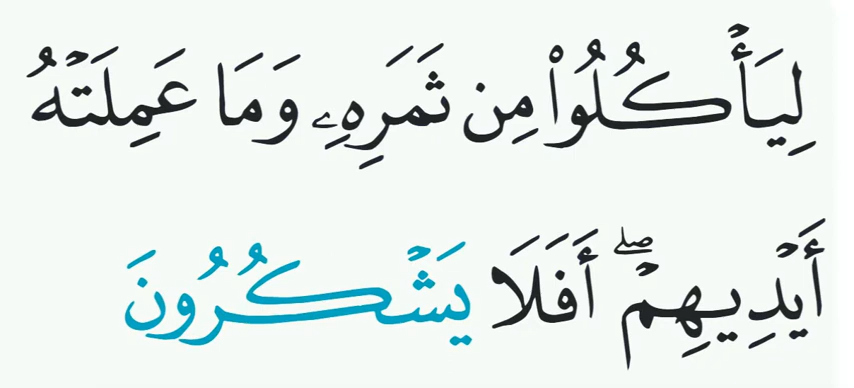 لِيَأۡكُلُواْ مِن ثَمَرِهِۦ وَمَا عَمِلَتۡهُ
أَيۡدِيهِمۡۖ أَفَلَا يَشۡكُرُونَ